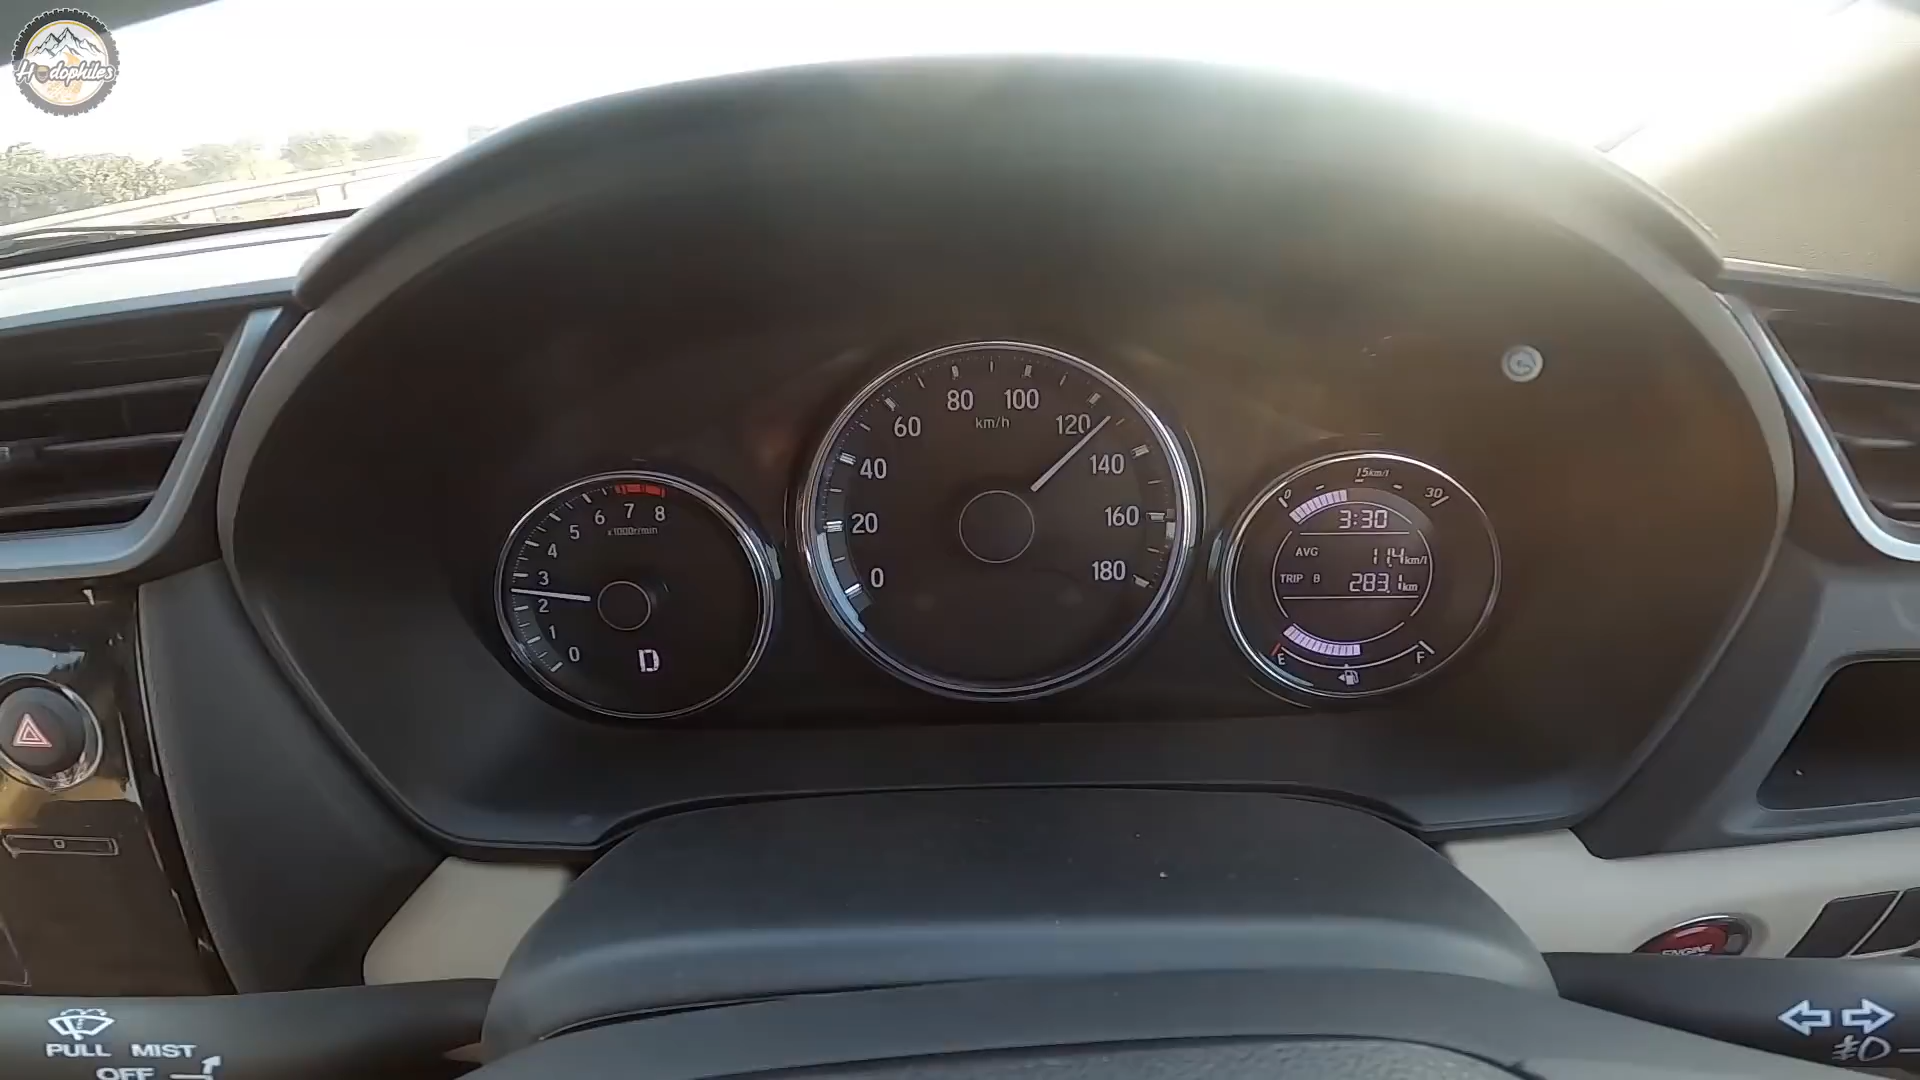 Hodophiles
0
20
40
60
80
100
120
140
160
180
km/h
0
1
2
3
4
5
6
7
8
x1000r/min
D
0
15km/l
30
3:30
AVG 11.4km/l
TRIP B 283.1km
E
F
ENGINE
PULL MIST
OFF